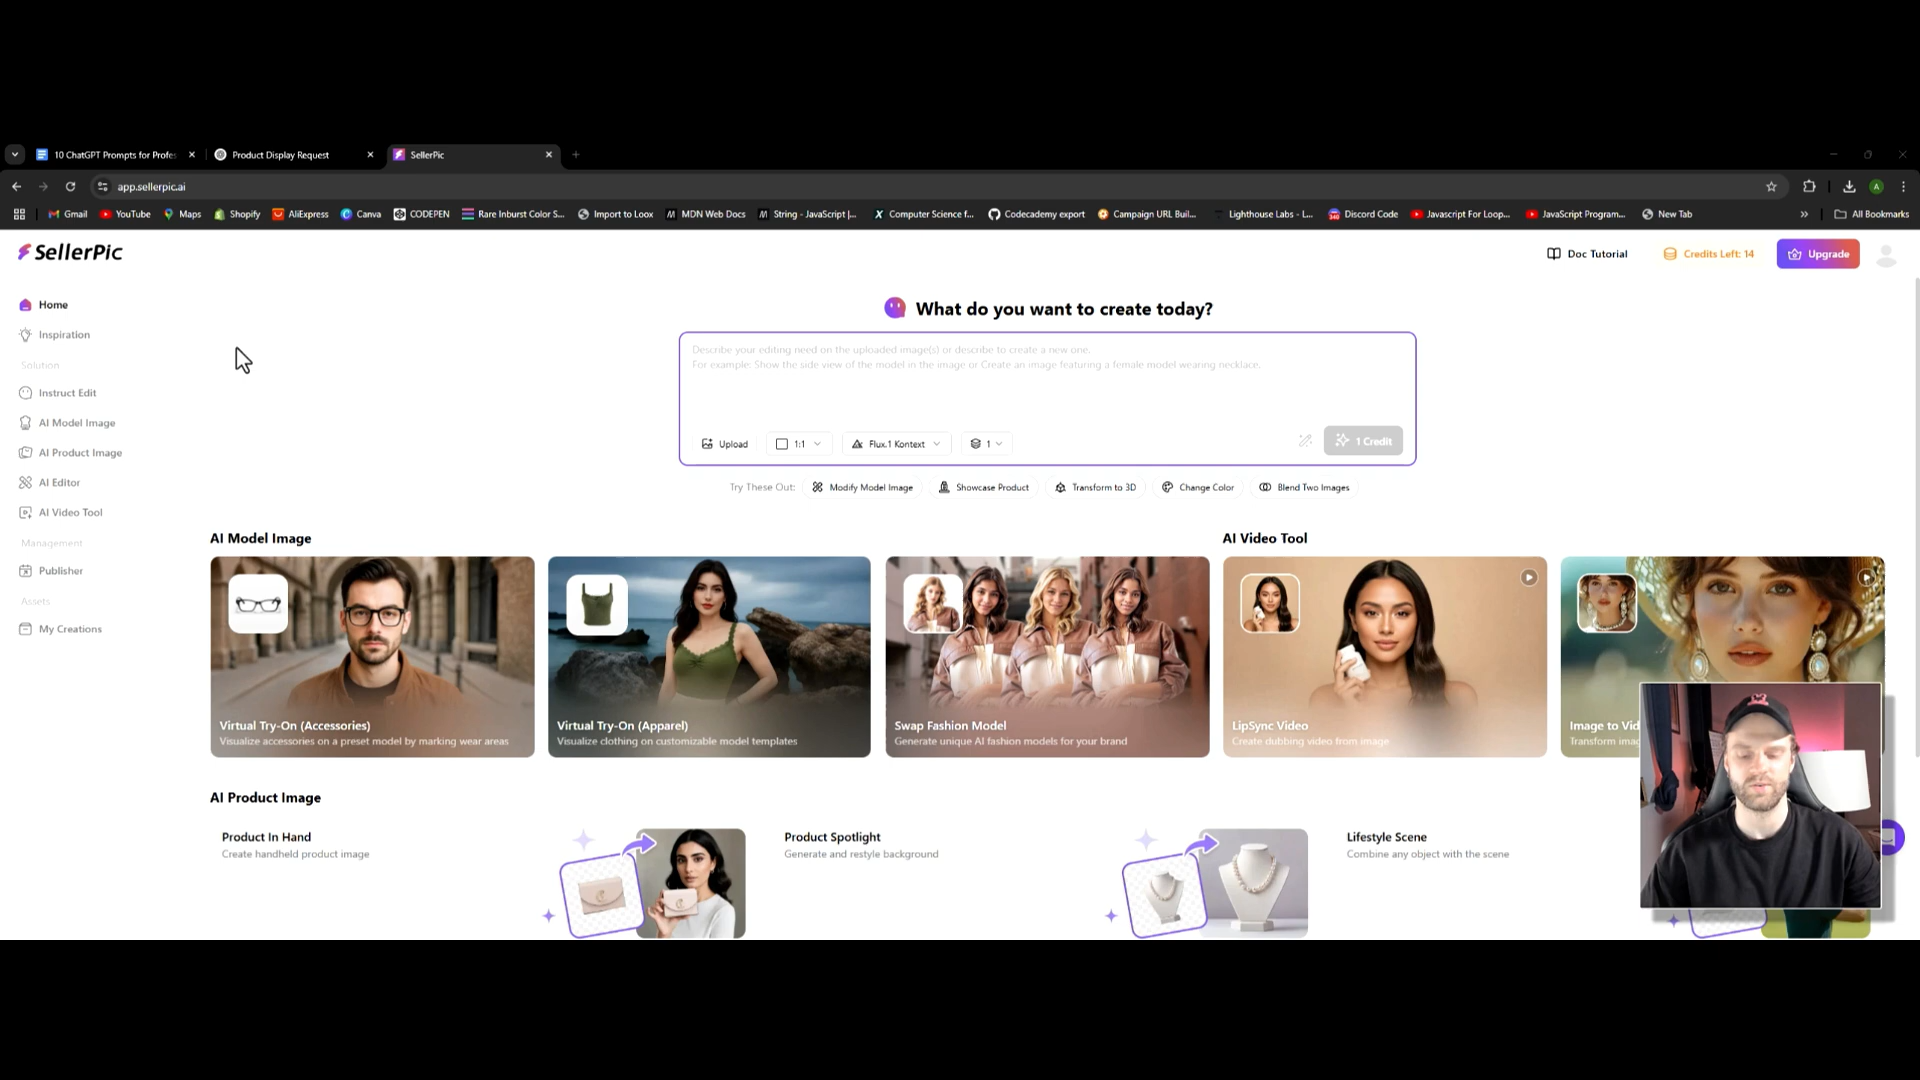 10 ChatGPT Prompts for Profes
Product Display Request
SellerPic
app.sellerpic.ai
Gmail
YouTube
Maps
Shopify
AliExpress
Canva
CODEPEN
Rare Inburst Color S...
Import to Loox
MDN Web Docs
String - JavaScript |...
Computer Science f...
Codecademy export
Campaign URL Buil...
Lighthouse Labs - L...
Discord Code
Javascript For Loop...
JavaScript Program...
New Tab
All Bookmarks
SellerPic
Doc Tutorial
Credits Left: 14
Upgrade
Home
Inspiration
Solution
Instruct Edit
AI Model Image
AI Product Image
AI Editor
AI Video Tool
Management
Publisher
Assets
My Creations
What do you want to create today?
Describe your editing need on the uploaded image(s) or describe to create a new one.
For example: Show the side view of the model in the image or Create an image featuring a female model wearing necklace.
Upload
1:1
Flux.1 Kontext
1
1 Credit
Try These Out:
Modify Model Image
Showcase Product
Transform to 3D
Change Color
Blend Two Images
AI Model Image
Virtual Try-On (Accessories)
Visualize accessories on a preset model by marking wear areas
Virtual Try-On (Apparel)
Visualize clothing on customizable model templates
Swap Fashion Model
Generate unique AI fashion models for your brand
AI Video Tool
LipSync Video
Create dubbing video from image
Image to Vid
Transform imag
AI Product Image
Product In Hand
Create handheld product image
Product Spotlight
Generate and restyle background
Lifestyle Scene
Combine any object with the scene